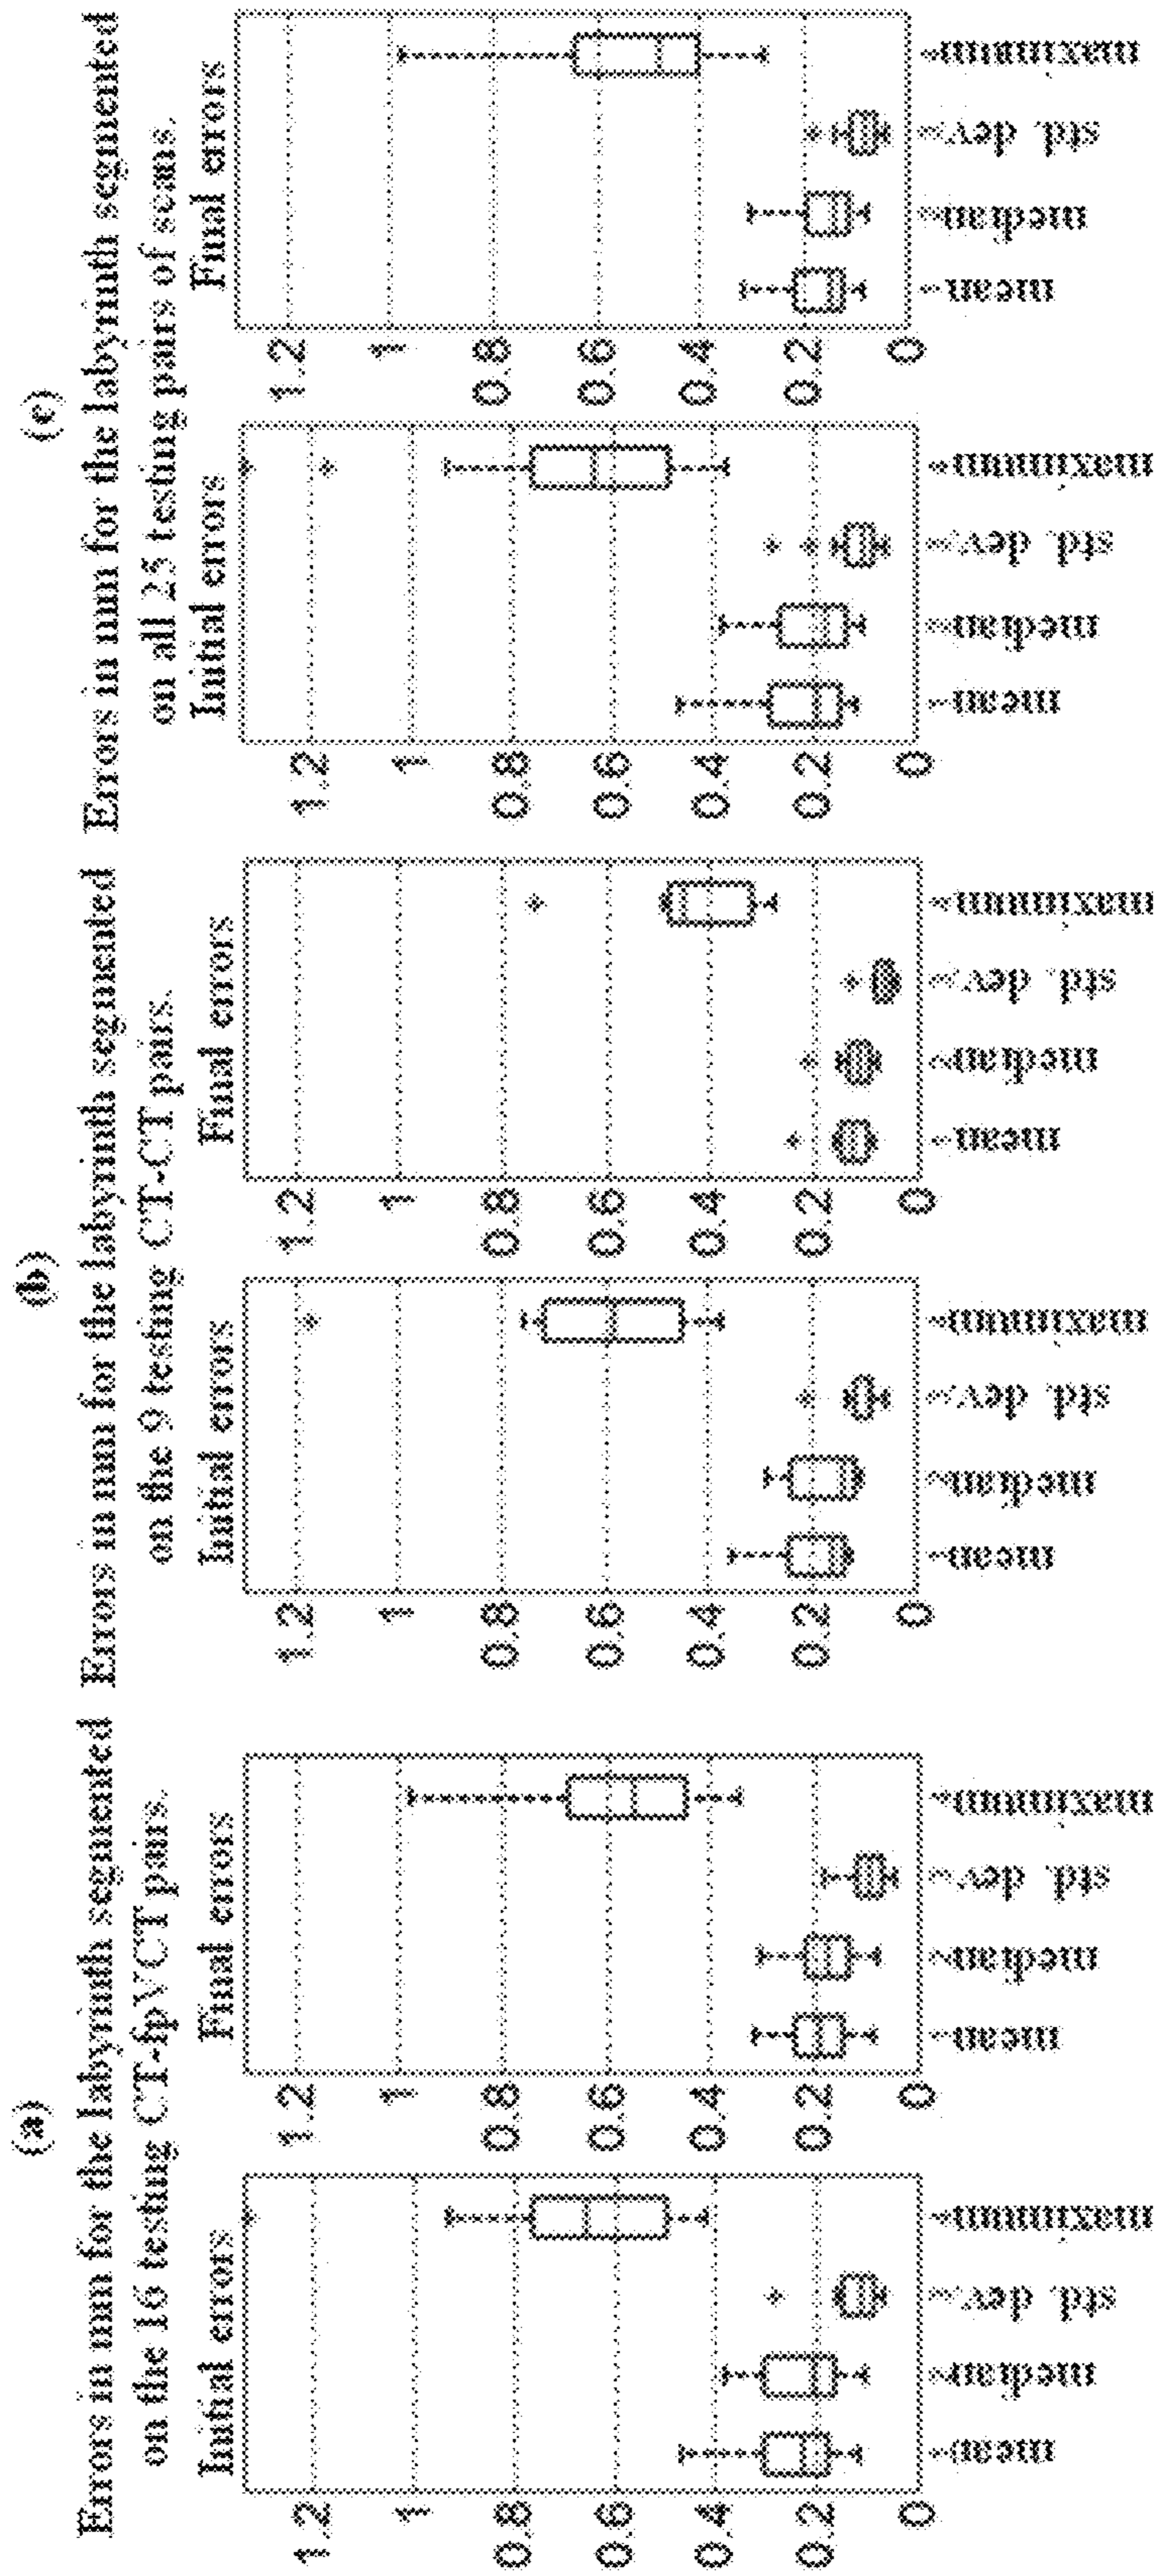 (a)
Errors in mm for the labyrinth segmented
on the 16 testing CT-fpVCT pairs.
Initial errors
1.2
1
0.8
0.6
0.4
0.2
0
mean
median
std. dev.
maximum
Final errors
1.2
1
0.8
0.6
0.4
0.2
0
mean
median
std. dev.
maximum
(b)
Errors in mm for the labyrinth segmented
on the 9 testing CT-CT pairs.
Initial errors
1.2
1
0.8
0.6
0.4
0.2
0
mean
median
std. dev.
maximum
Final errors
1.2
1
0.8
0.6
0.4
0.2
0
mean
median
std. dev.
maximum
(c)
Errors in mm for the labyrinth segmented
on all 25 testing pairs of scans.
Initial errors
1.2
1
0.8
0.6
0.4
0.2
0
mean
median
std. dev.
maximum
Final errors
1.2
1
0.8
0.6
0.4
0.2
0
mean
median
std. dev.
maximum